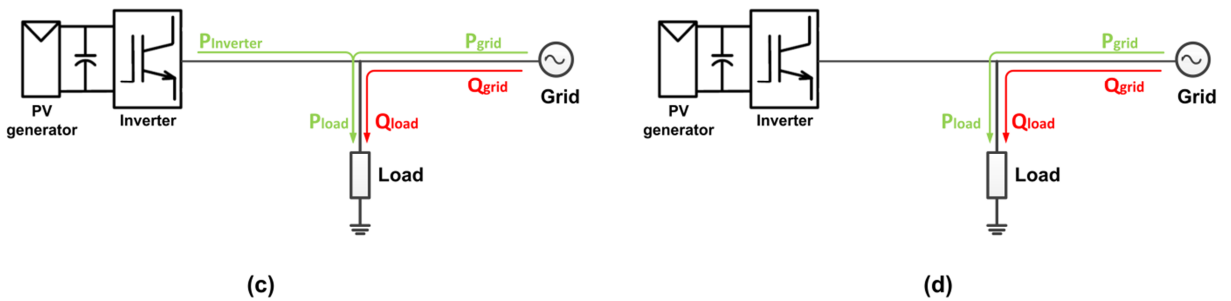 PInverter
Pgrid
Qgrid
Grid
PV
generator
Inverter
Pload
Qload
Load
(c)
Pgrid
Qgrid
Grid
PV
generator
Inverter
Pload
Qload
Load
(d)